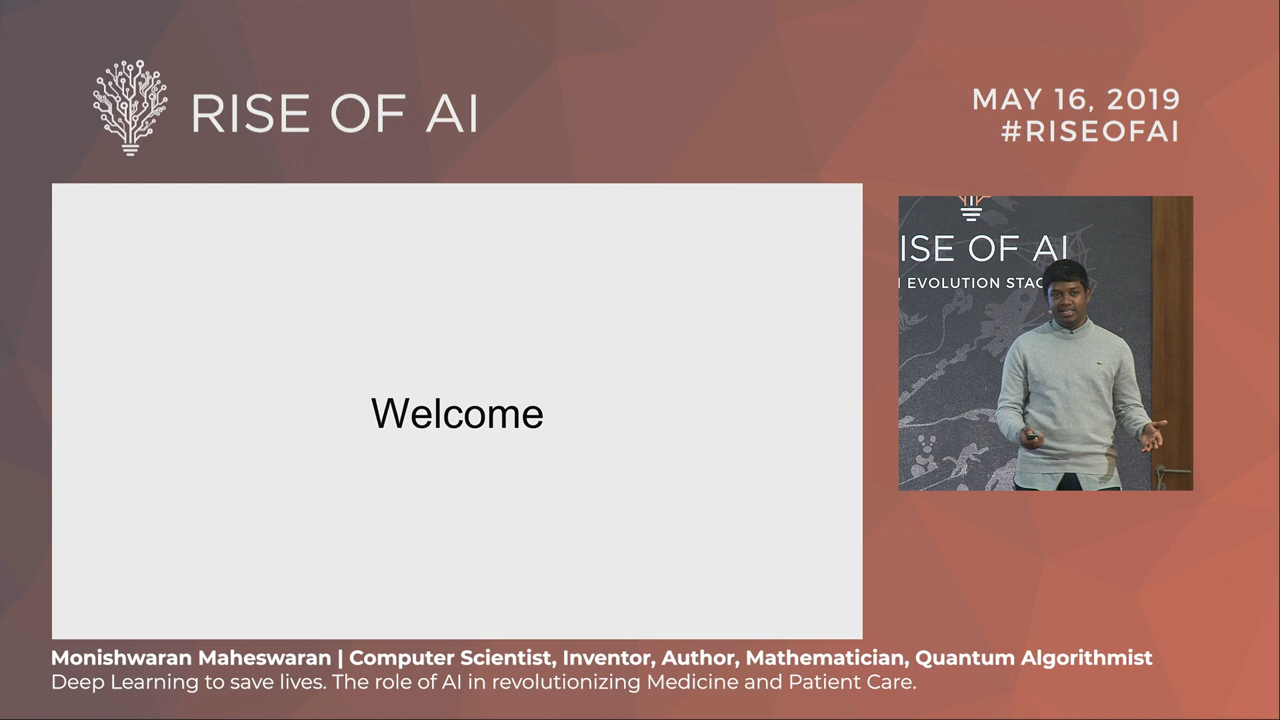 RISE OF AI
MAY 16, 2019
#RISEOFAI
Welcome
ISE OF AI
EVOLUTION
Monishwaran Maheswaran | Computer Scientist, Inventor, Author, Mathematician, Quantum Algorithmist
Deep Learning to save lives. The role of AI in revolutionizing Medicine and Patient Care.